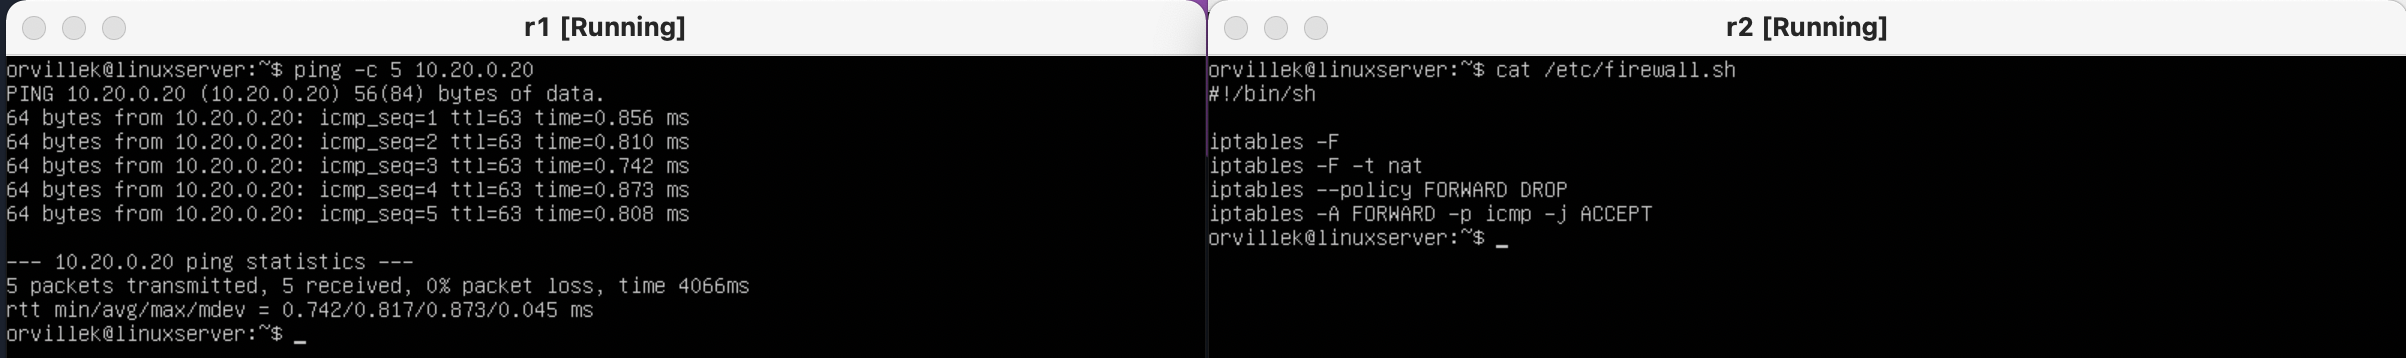 r1 [Running]
orvillek@linuxserver:~$ ping -c 5 10.20.0.20
PING 10.20.0.20 (10.20.0.20) 56(84) bytes of data.
64 bytes from 10.20.0.20: icmp_seq=1 ttl=63 time=0.856 ms
64 bytes from 10.20.0.20: icmp_seq=2 ttl=63 time=0.810 ms
64 bytes from 10.20.0.20: icmp_seq=3 ttl=63 time=0.742 ms
64 bytes from 10.20.0.20: icmp_seq=4 ttl=63 time=0.873 ms
64 bytes from 10.20.0.20: icmp_seq=5 ttl=63 time=0.808 ms
--- 10.20.0.20 ping statistics ---
5 packets transmitted, 5 received, 0% packet loss, time 4066ms
rtt min/avg/max/mdev = 0.742/0.817/0.873/0.045 ms
orvillek@linuxserver:~$ _
r2 [Running]
orvillek@linuxserver:~$ cat /etc/firewall.sh
#!/bin/sh
iptables -F
iptables -F -t nat
iptables --policy FORWARD DROP
iptables -A FORWARD -p icmp -j ACCEPT
orvillek@linuxserver:~$ _